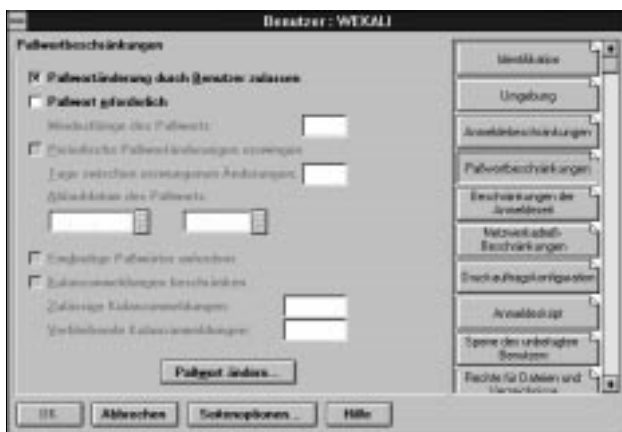 Benutzer : WEKALI
Paßwortbeschränkungen
Paßwortänderung durch Benutzer zulassen
Paßwort erforderlich
Mindestlänge des Paßworts:
Periodische Paßwortänderungen erzwingen
Tage zwischen erzwungenen Änderungen:
Ablaufdatum des Paßworts:
Eindeutige Paßwörter anfordern
Kulanzanmeldungen beschränken
Zulässige Kulanzanmeldungen:
Verbleibende Kulanzanmeldungen:
Paßwort ändern...
Identifikation
Umgebung
Anmeldebeschränkungen
Paßwortbeschränkungen
Beschränkungen der
Anmeldezeit
Netzwerkadreß-
Beschränkungen
Druckauftragskonfiguration
Anmeldeskript
Sperre des unbefugten
Benutzers
Rechte für Dateien und
Verzeichnisse
OK
Abbrechen
Seitenoptionen...
Hilfe